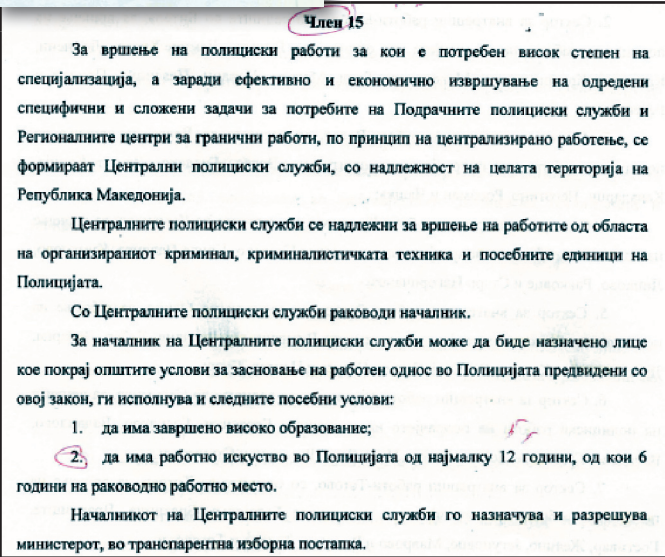 Член 15
За вршење на полициски работи за кои е потребен висок степен на
специјализација, а заради ефективно и економично извршување на одредени
специфични и сложени задачи за потребите на Подрачните полициски служби и
Регионалните центри за гранични работи, по принцип на централизирано работење, се
формираат Централни полициски служби, со надлежност на целата територија на
Република Македонија.
Централните полициски служби се надлежни за вршење на работите од областа
на организираниот криминал, криминалистичката техника и посебните единици на
Полицијата.
Со Централните полициски служби раководи началник.
За началник на Централните полициски служби може да биде назначено лице
кое покрај општите услови за засновање на работен однос во Полицијата предвидени со
овој закон, ги исполнува и следните посебни услови:
1. да има завршено високо образование;
2. да има работно искуство во Полицијата од најмалку 12 години, од кои 6
години на раководно работно место.
Началникот на Централните полициски служби го назначува и разрешува
министерот, во транспарентна изборна постапка.